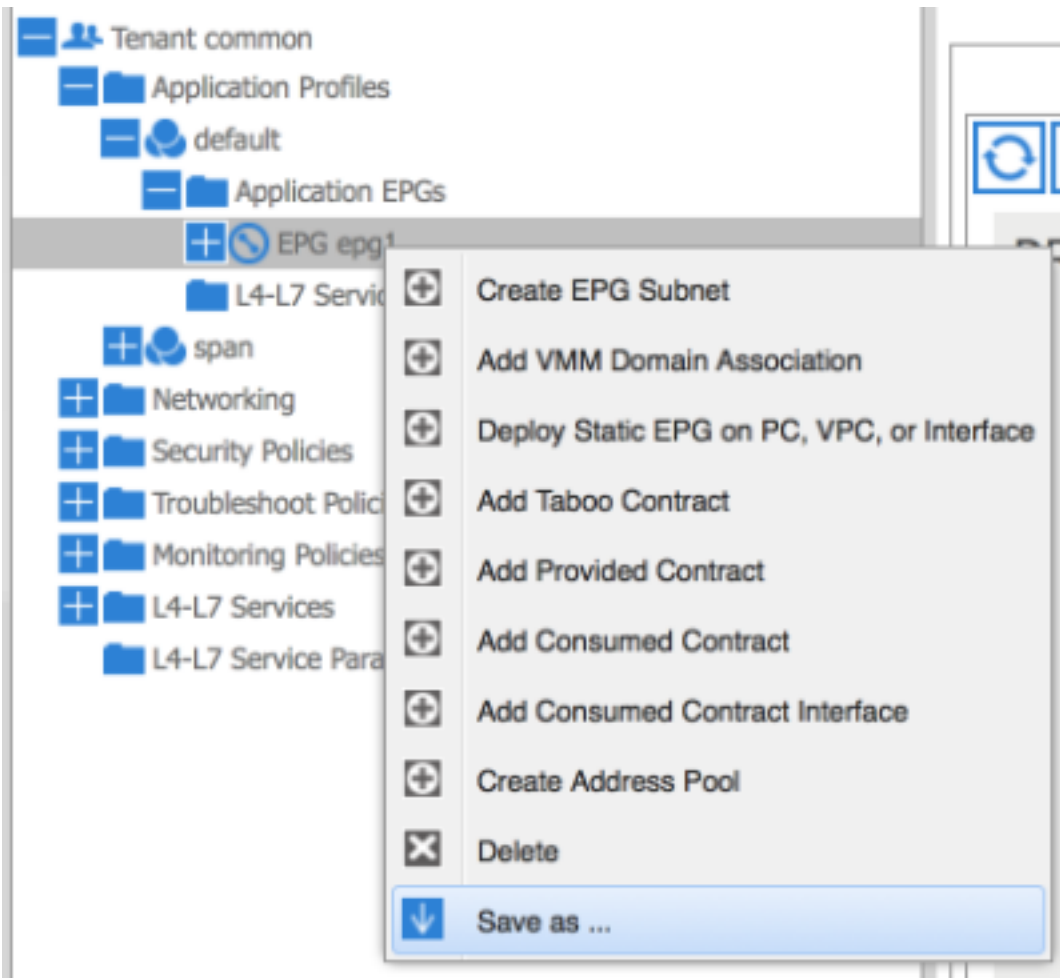 Tenant common
Application Profiles
default
Application EPGs
EPG epg1
L4-L7 Servic
span
Networking
Security Policies
Troubleshoot Polici
Monitoring Policies
L4-L7 Services
L4-L7 Service Para
Create EPG Subnet
Add VMM Domain Association
Deploy Static EPG on PC, VPC, or Interface
Add Taboo Contract
Add Provided Contract
Add Consumed Contract
Add Consumed Contract Interface
Create Address Pool
Delete
Save as ...